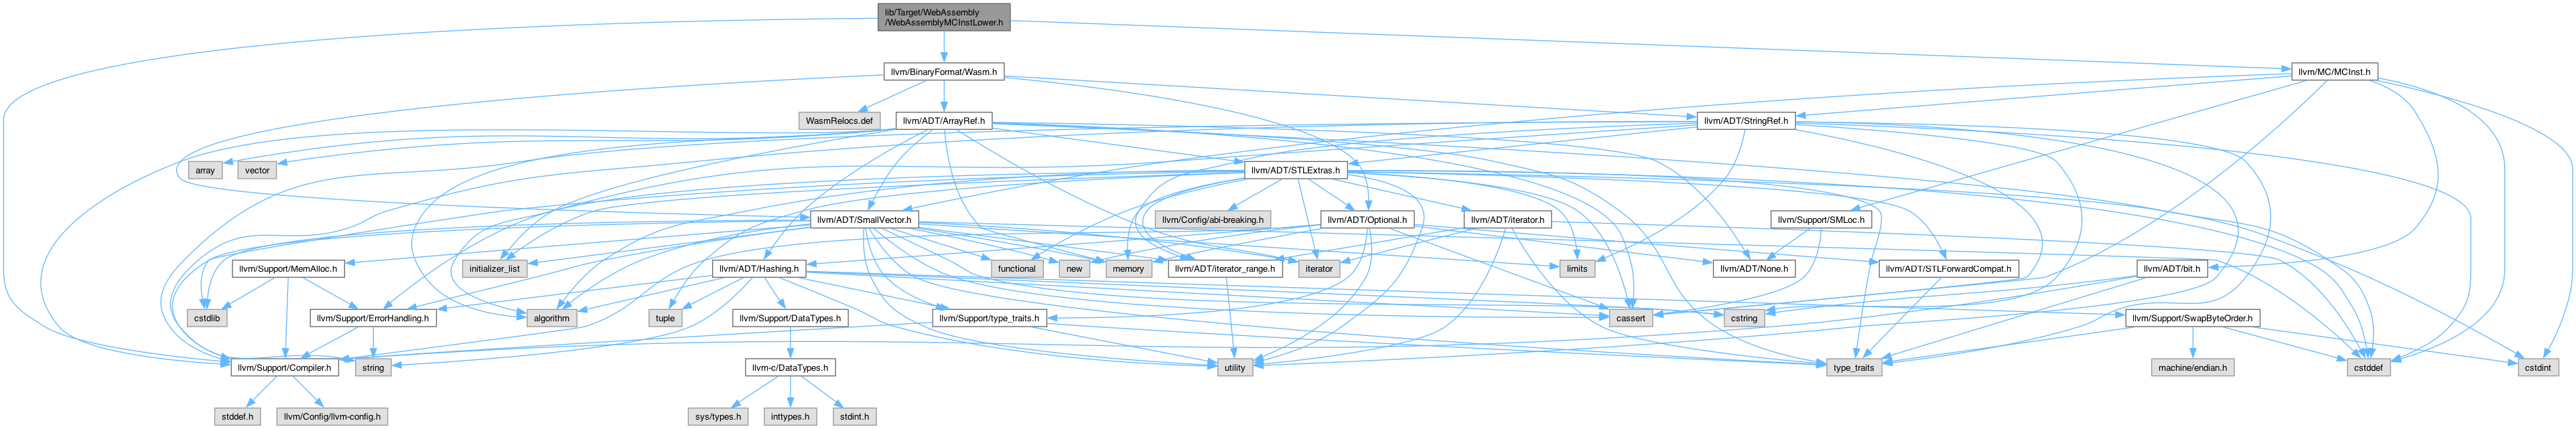 lib/Target/WebAssembly
/WebAssemblyMCInstLower.h
llvm/BinaryFormat/Wasm.h
llvm/MC/MCInst.h
WasmRelocs.def
llvm/ADT/ArrayRef.h
llvm/ADT/StringRef.h
array
vector
llvm/ADT/STLExtras.h
llvm/ADT/SmallVector.h
llvm/Config/abi-breaking.h
llvm/ADT/Optional.h
llvm/ADT/iterator.h
llvm/Support/SMLoc.h
llvm/Support/MemAlloc.h
initializer_list
llvm/ADT/Hashing.h
functional
new
memory
llvm/ADT/iterator_range.h
iterator
limits
llvm/ADT/None.h
llvm/ADT/STLForwardCompat.h
llvm/ADT/bit.h
cstdlib
llvm/Support/ErrorHandling.h
algorithm
tuple
llvm/Support/DataTypes.h
llvm/Support/type_traits.h
cassert
cstring
llvm/Support/SwapByteOrder.h
llvm/Support/Compiler.h
string
llvm-c/DataTypes.h
utility
type_traits
machine/endian.h
cstddef
cstdint
stddef.h
llvm/Config/llvm-config.h
sys/types.h
inttypes.h
stdint.h